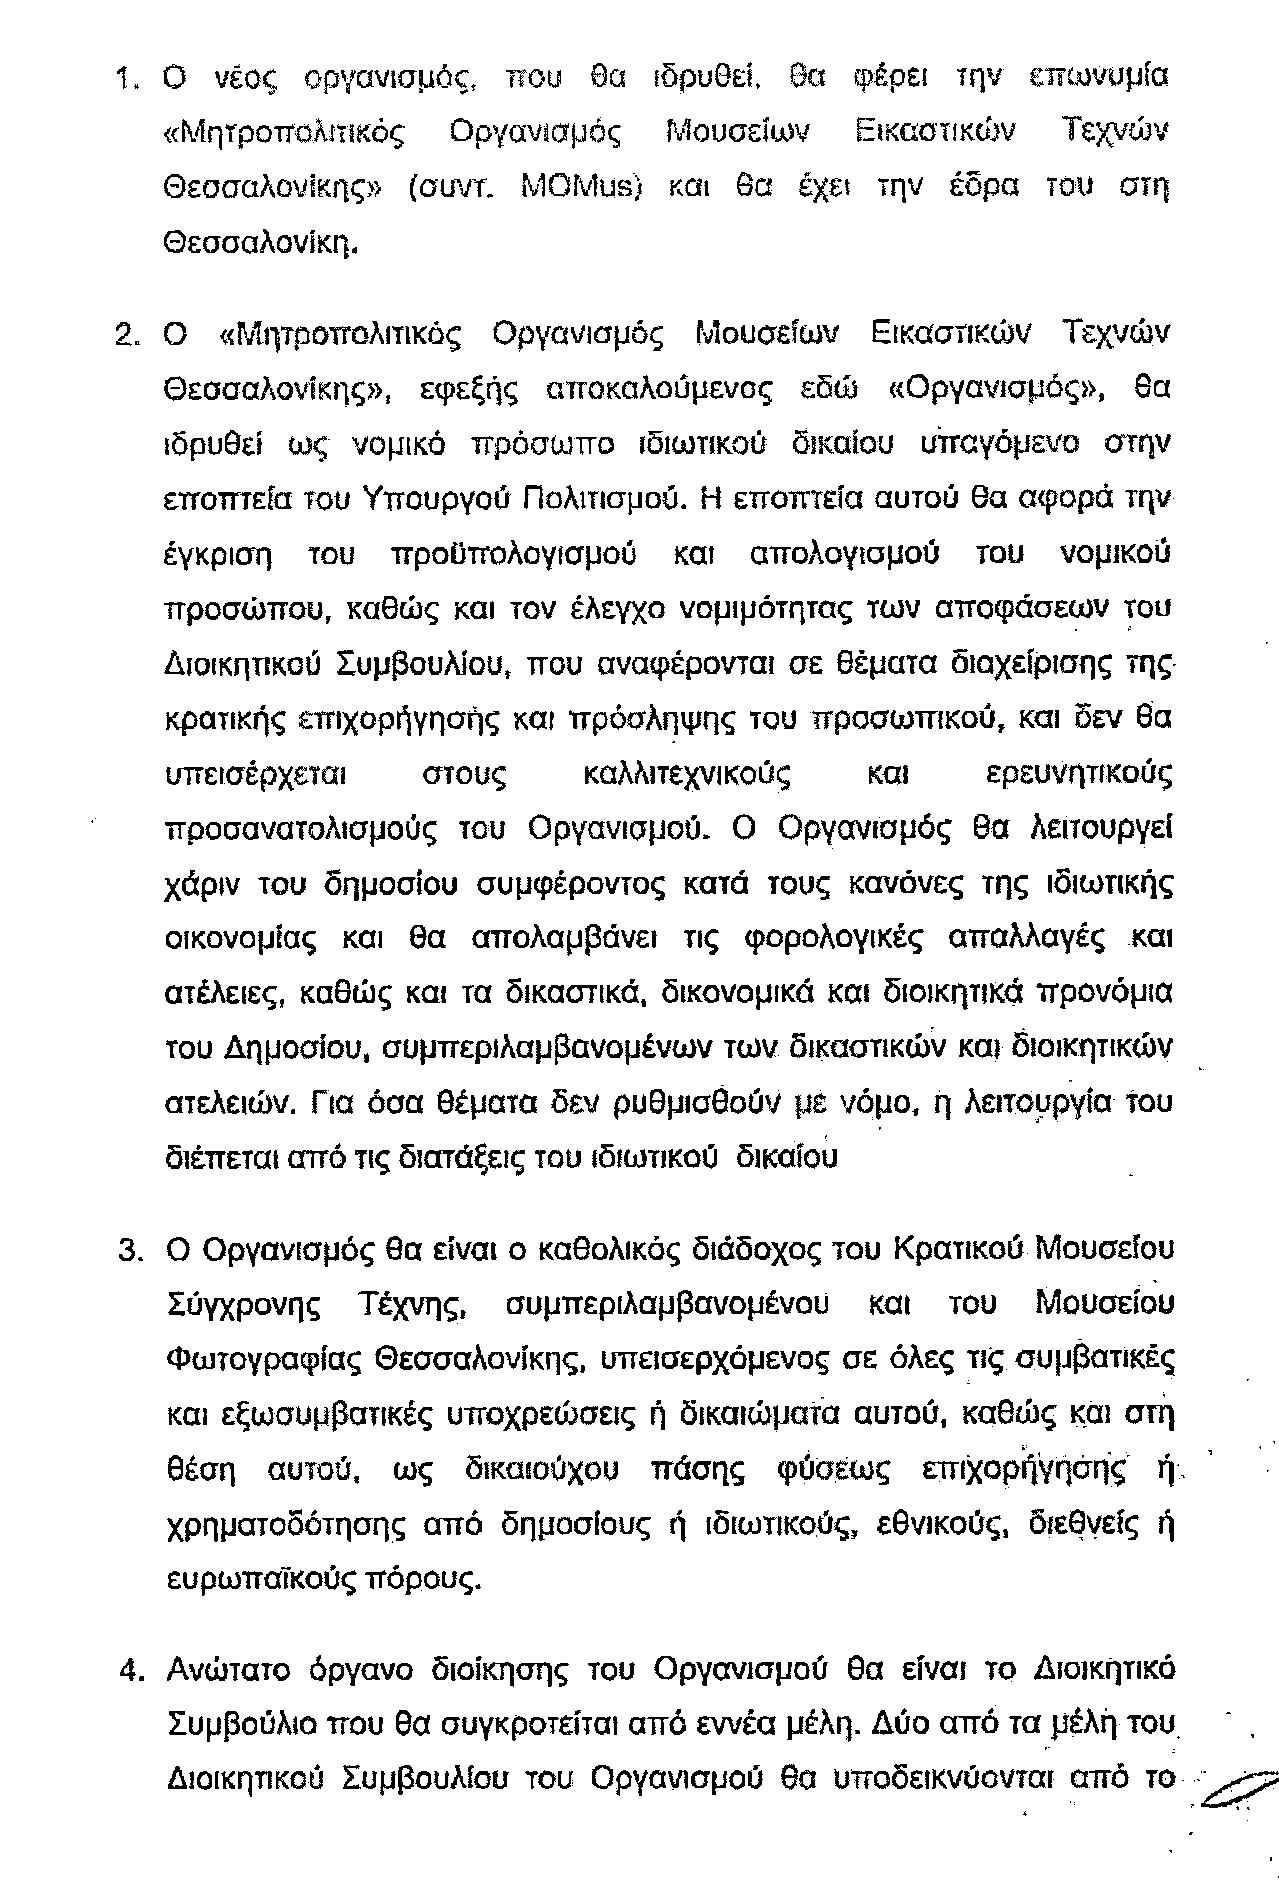 1. Ο νέος οργανισμός, που θα ιδρυθεί, θα φέρει την επωνυμία
«Μητροπολιτικός Οργανισμός Μουσείων Εικαστικών Τεχνών
Θεσσαλονίκης» (συντ. MOMus) και θα έχει την έδρα του στη
Θεσσαλονίκη.
2. Ο «Μητροπολιτικός Οργανισμός Μουσείων Εικαστικών Τεχνών
Θεσσαλονίκης», εφεξής αποκαλούμενος εδώ «Οργανισμός», θα
ιδρυθεί ως νομικό πρόσωπο ιδιωτικού δικαίου υπαγόμενο στην
εποπτεία του Υπουργού Πολιτισμού. Η εποπτεία αυτού θα αφορά την
έγκριση του προϋπολογισμού και απολογισμού του νομικού
προσώπου, καθώς και τον έλεγχο νομιμότητας των αποφάσεων του
Διοικητικού Συμβουλίου, που αναφέρονται σε θέματα διαχείρισης της
κρατικής επιχορήγησής και πρόσληψης του προσωπικού, και δεν θα
υπεισέρχεται στους καλλιτεχνικούς και ερευνητικούς
προσανατολισμούς του Οργανισμού. Ο Οργανισμός θα λειτουργεί
χάριν του δημοσίου συμφέροντος κατά τους κανόνες της ιδιωτικής
οικονομίας και θα απολαμβάνει τις φορολογικές απαλλαγές και
ατέλειες, καθώς και τα δικαστικά, δικονομικά και διοικητικά προνόμια
του Δημοσίου, συμπεριλαμβανομένων των δικαστικών και διοικητικών
ατελειών. Για όσα θέματα δεν ρυθμισθούν με νόμο, η λειτουργία του
διέπεται από τις διατάξεις του ιδιωτικού δικαίου
3. Ο Οργανισμός θα είναι ο καθολικός διάδοχος του Κρατικού Μουσείου
Σύγχρονης Τέχνης, συμπεριλαμβανομένου και του Μουσείου
Φωτογραφίας Θεσσαλονίκης, υπεισερχόμενος σε όλες τις συμβατικές
και εξωσυμβατικές υποχρεώσεις ή δικαιώματα αυτού, καθώς και στη
θέση αυτού, ως δικαιούχου πάσης φύσεως επιχορήγησής ή
χρηματοδότησης από δημοσίους ή ιδιωτικούς, εθνικούς, διεθνείς ή
ευρωπαϊκούς πόρους.
4. Ανώτατο όργανο διοίκησης του Οργανισμού θα είναι το Διοικητικό
Συμβούλιο που θα συγκροτείται από εννέα μέλη. Δύο από τα μέλη του
Διοικητικού Συμβουλίου του Οργανισμού θα υποδεικνύονται από το